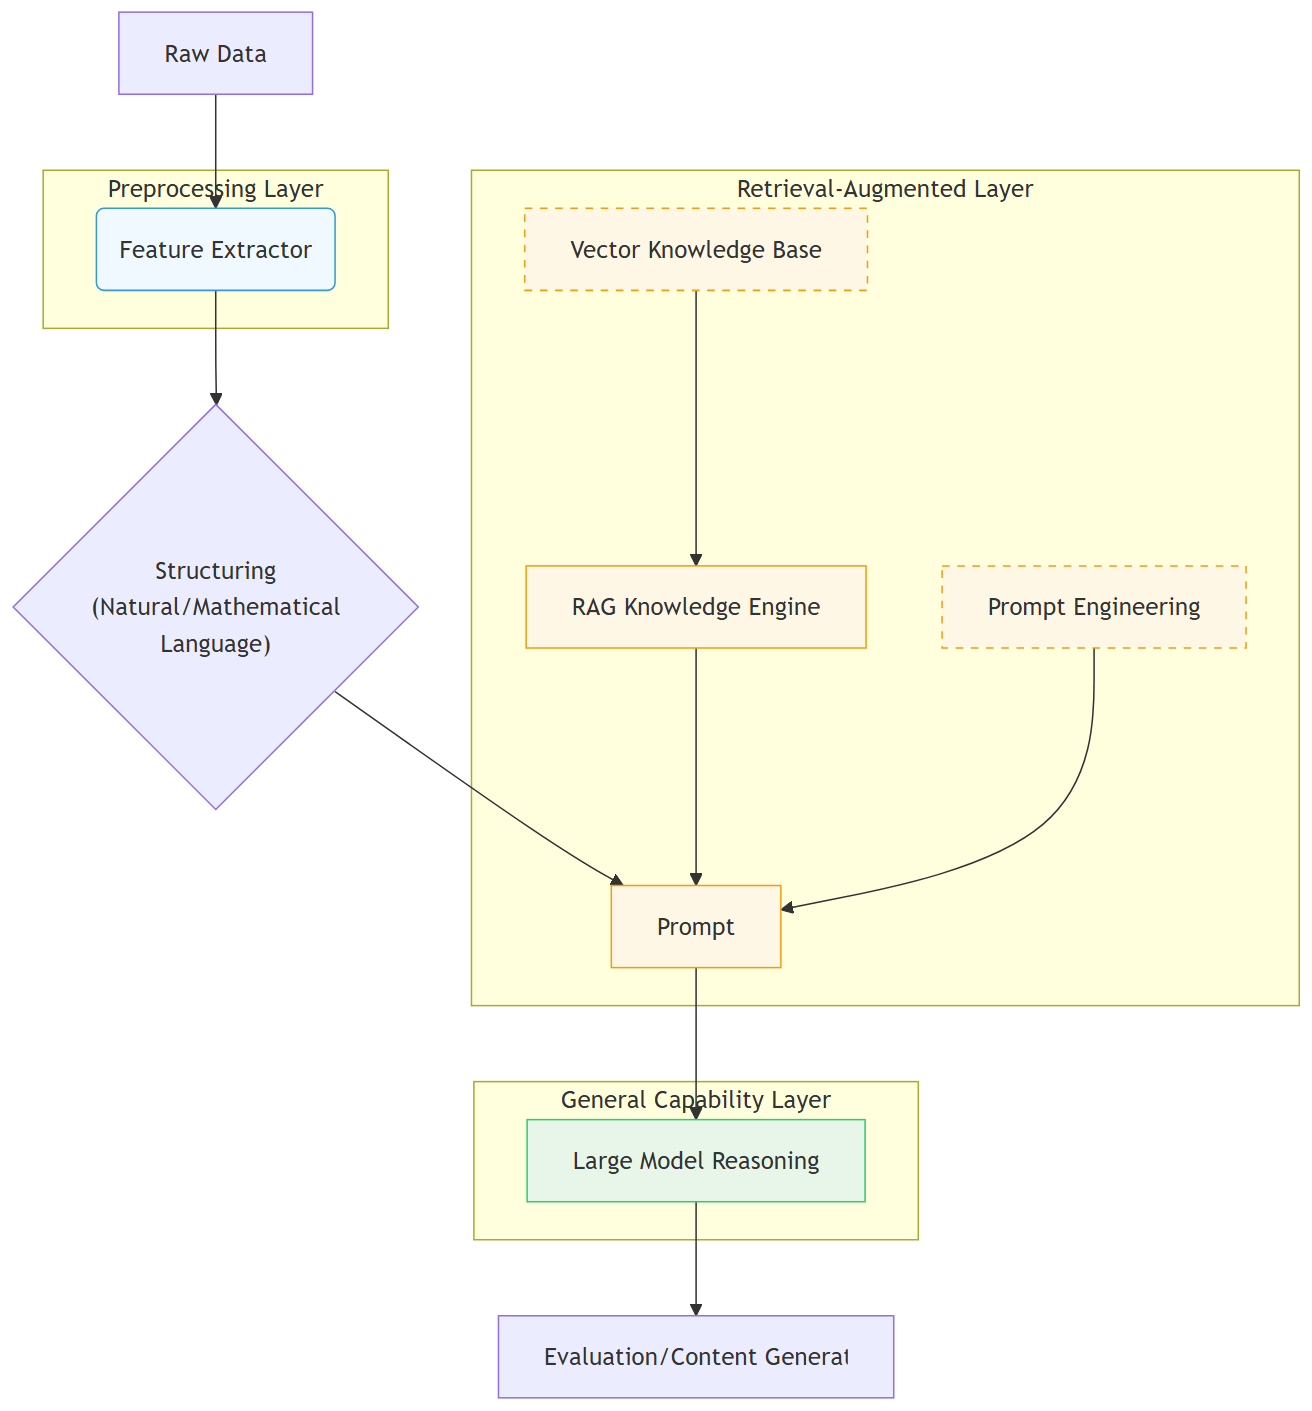 Raw Data
Preprocessing Layer
Feature Extractor
Retrieval-Augmented Layer
Vector Knowledge Base
Structuring
(Natural/Mathematical
Language)
RAG Knowledge Engine
Prompt Engineering
Prompt
General Capability Layer
Large Model Reasoning
Evaluation/Content Generat